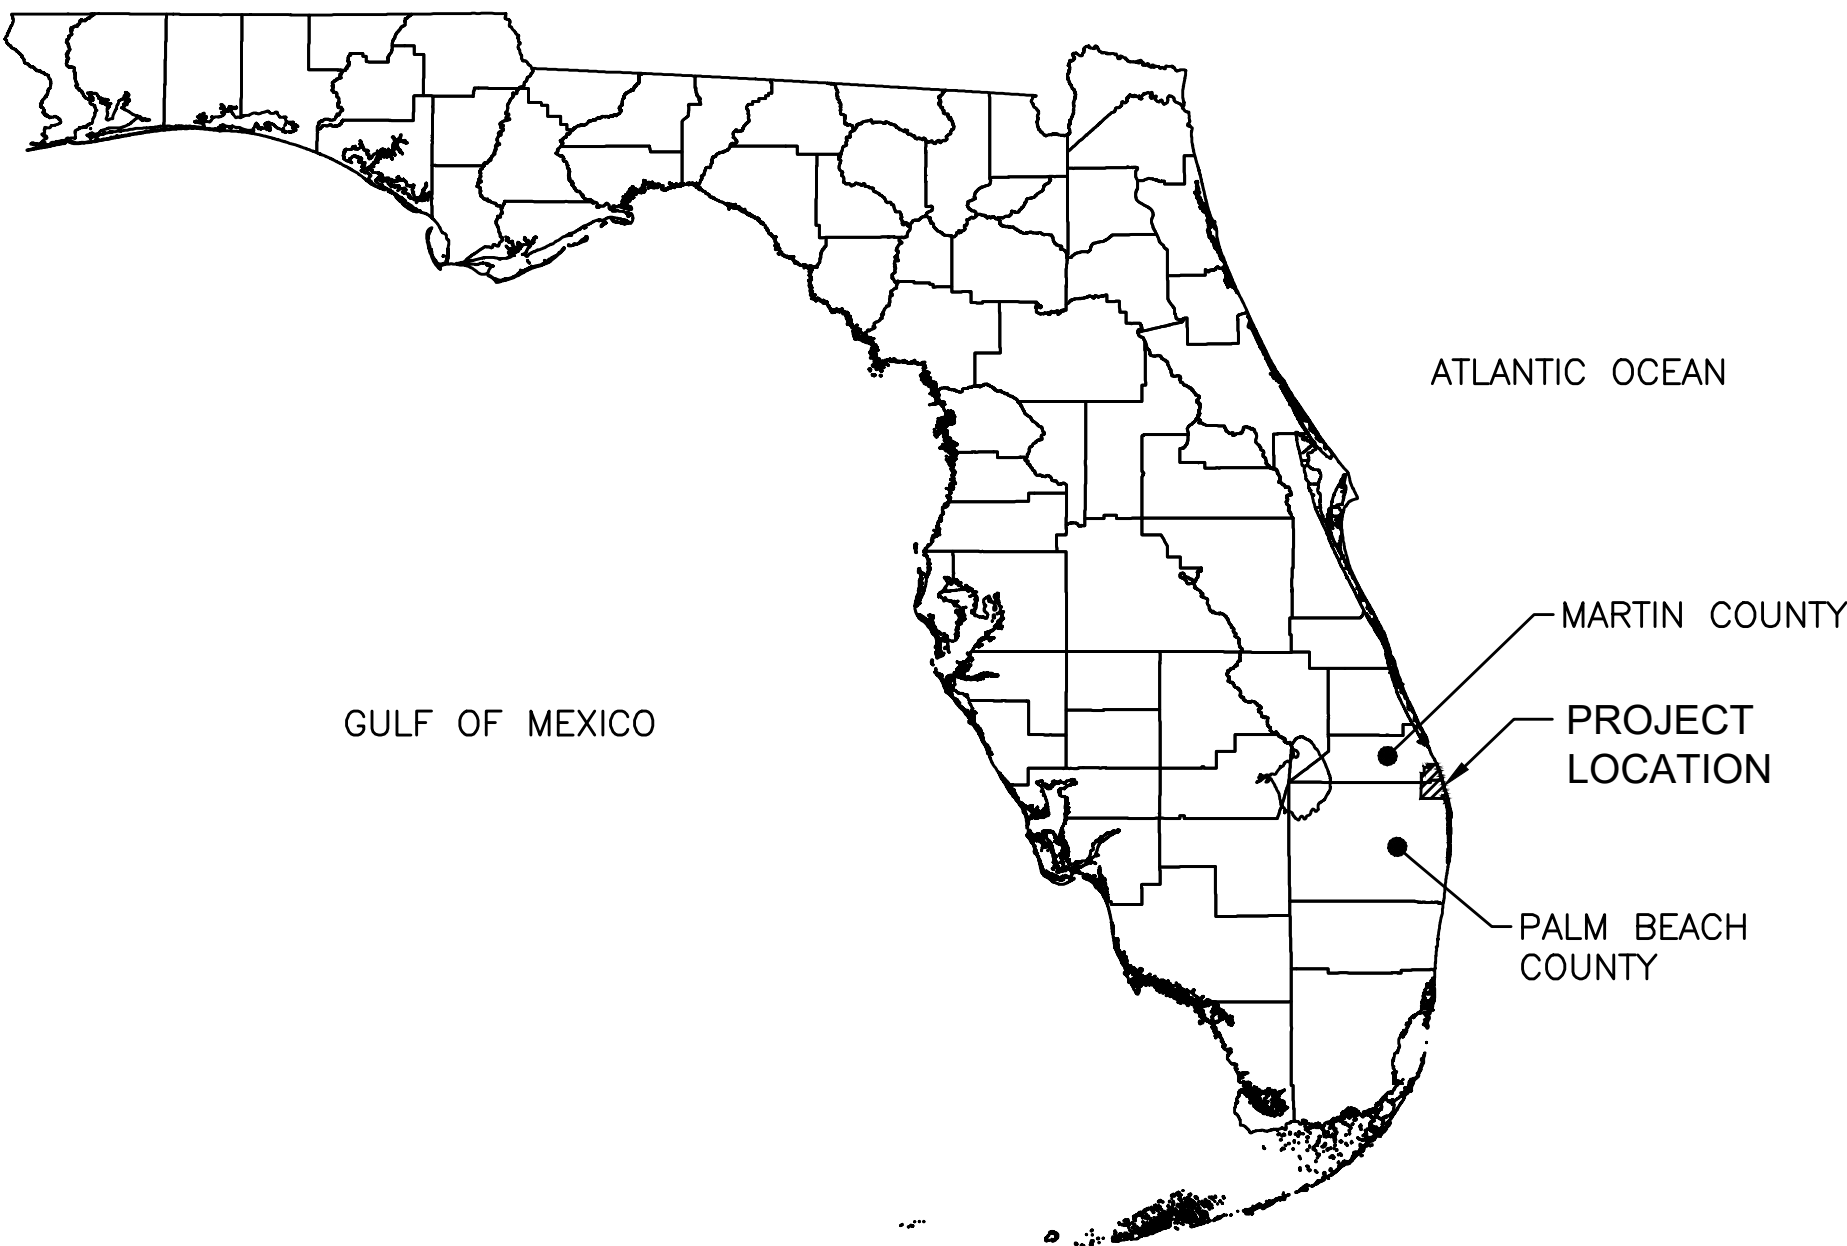 ATLANTIC OCEAN
MARTIN COUNTY
PROJECT
LOCATION
GULF OF MEXICO
PALM BEACH
COUNTY